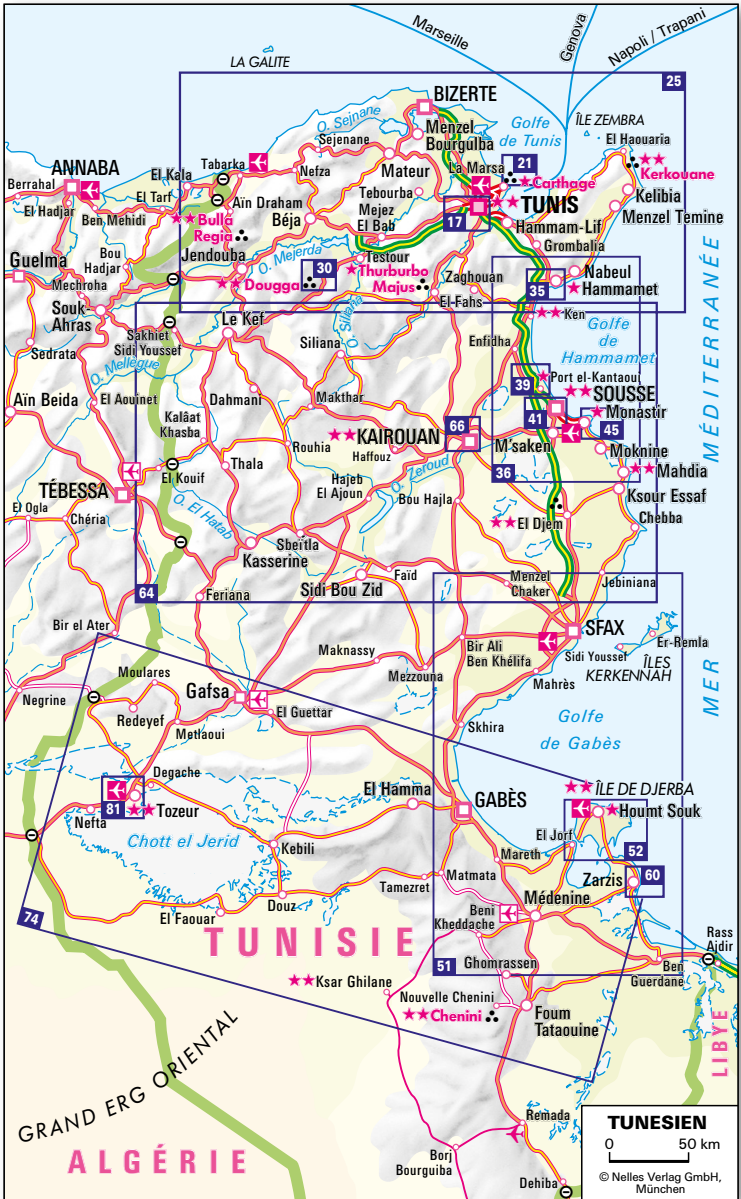 Marseille
Genova
Napoli / Trapani
LA GALITE
25
BIZERTE
O. Sejnane
Golfe
de Tunis
ÎLE ZEMBRA
Menzel
Bourguiba
Sejenane
El Haouaria
ANNABA
Tabarka
Mateur
La Marsa
21
★★
Kerkouane
Berrahal
El-Kala
Nefza
★Carthage
El Hadjar
El Tarf
Aïn Draham
Tebourba
★★
TUNIS
Kelibia
Ben Mehidi
★★Bulla
Regia
Béja
Mejez
El Bab
17
Hammam-Lif
Menzel Temine
Guelma
Bou
Hadjar
Jendouba
O. Mejerda
Testour
Grombalia
Mechroha
★★Dougga
30
★Thurburbo
Majus
Zaghouan
Nabeul
35
★Hammamet
Souk-
Ahras
El-Fahs
Sakhiet
Sidi Youssef
Le Kef
O. Siliana
★★Ken
Golfe
de
Hammamet
Sedrata
O. Mellègue
Siliana
Enfidha
Aïn Beida
El Aouinet
Dahmani
Makthar
39
★Port el-Kantaoui
★★
SOUSSE
Kalâat
Khasba
66
41
★Monastir
45
Rouhia
★★KAIROUAN
M'saken
Moknine
El Kouif
Thala
Haffouz
36
★★Mahdia
TÉBESSA
Hajeb
El Ajoun
O. Zeroud
Bou Hajla
Ksour Essaf
El Ogla
Chéria
O. El Hatab
★★El Djem
Chebba
Sbeïtla
Kasserine
Faïd
Menzel
Chaker
Jebiniana
64
Feriana
Sidi Bou Zid
Bir el Ater
SFAX
Er-Remla
Maknassy
Bir Ali
Ben Khélifa
Sidi Youssef
ÎLES
KERKENNAH
Moulares
Mezzouna
Mahrès
Negrine
Gafsa
Redeyef
El Guettar
Skhira
Golfe
de Gabès
Metlaoui
Degache
★★ÎLE DE DJERBA
81
★★Tozeur
El Hamma
GABÈS
★Houmt Souk
Nefta
Chott el Jerid
Kebili
El Jorf
52
Mareth
Zarzis
60
Tamezret
Matmata
74
El Faouar
Douz
Beni
Kheddache
Médenine
Rass
Ajdir
TUNISIE
51
Ghomrassen
Ben
Guerdane
★★Ksar Ghilane
Nouvelle Chenini
★★Chenini
Foum
Tataouine
LIBYE
GRAND ERG ORIENTAL
Remada
ALGÉRIE
Borj
Bourguiba
Dehiba
MER MÉDITERRANÉE
TUNESIEN
0 50 km
© Nelles Verlag GmbH,
München